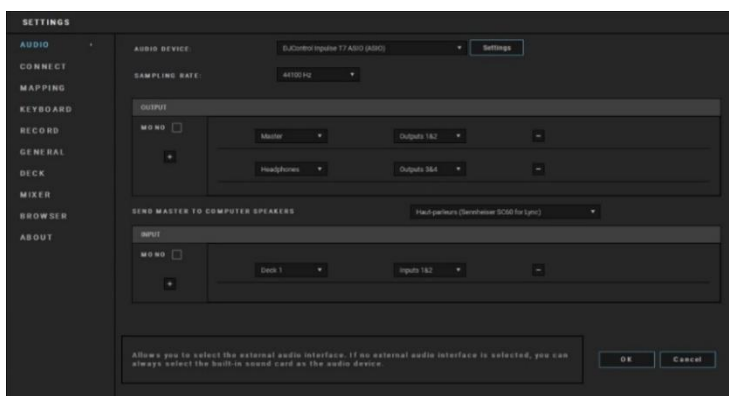 SETTINGS
AUDIO
CONNECT
MAPPING
KEYBOARD
RECORD
GENERAL
DECK
MIXER
BROWSER
ABOUT
AUDIO DEVICE: DJControl Inpulse T7 ASIO (ASIO) Settings
SAMPLING RATE: 44100 Hz
OUTPUT
MONO
Master Outputs 1&2
Headphones Outputs 3&4
SEND MASTER TO COMPUTER SPEAKERS Haut-parleurs (Sennheiser SC60 for Lync)
INPUT
MONO
Deck 1 Inputs 1&2
Allows you to select the external audio interface. If no external audio interface is selected, you can
always select the built-in sound card as the audio device.
OK Cancel